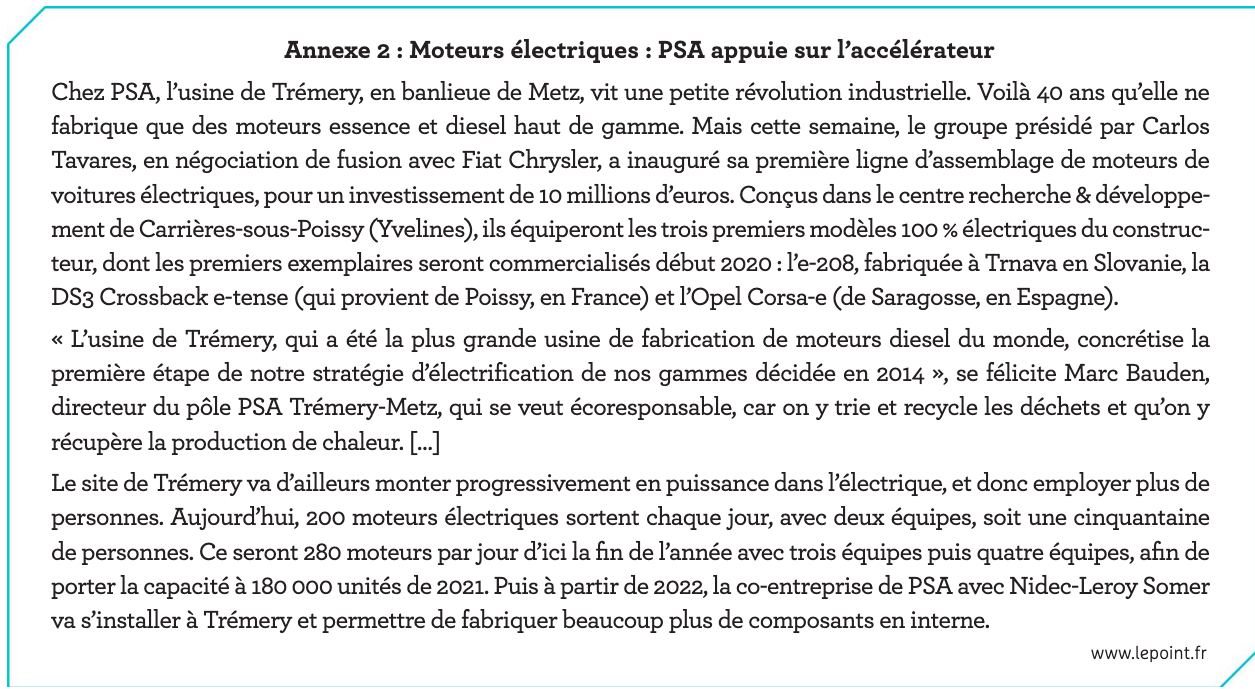 Annexe 2 : Moteurs électriques : PSA appuie sur l’accélérateur
Chez PSA, l’usine de Trémery, en banlieue de Metz, vit une petite révolution industrielle. Voilà 40 ans qu’elle ne
fabrique que des moteurs essence et diesel haut de gamme. Mais cette semaine, le groupe présidé par Carlos
Tavares, en négociation de fusion avec Fiat Chrysler, a inauguré sa première ligne d’assemblage de moteurs de
voitures électriques, pour un investissement de 10 millions d’euros. Conçus dans le centre recherche & développe-
ment de Carrières-sous-Poissy (Yvelines), ils équiperont les trois premiers modèles 100 % électriques du construc-
teur, dont les premiers exemplaires seront commercialisés début 2020 : l’e-208, fabriquée à Trnava en Slovanie, la
DS3 Crossback e-tense (qui provient de Poissy, en France) et l’Opel Corsa-e (de Saragosse, en Espagne).
« L’usine de Trémery, qui a été la plus grande usine de fabrication de moteurs diesel du monde, concrétise la
première étape de notre stratégie d’électrification de nos gammes décidée en 2014 », se félicite Marc Bauden,
directeur du pôle PSA Trémery-Metz, qui se veut écoresponsable, car on y trie et recycle les déchets et qu’on y
récupère la production de chaleur. [...]
Le site de Trémery va d’ailleurs monter progressivement en puissance dans l’électrique, et donc employer plus de
personnes. Aujourd’hui, 200 moteurs électriques sortent chaque jour, avec deux équipes, soit une cinquantaine
de personnes. Ce seront 280 moteurs par jour d’ici la fin de l’année avec trois équipes puis quatre équipes, afin de
porter la capacité à 180 000 unités de 2021. Puis à partir de 2022, la co-entreprise de PSA avec Nidec-Leroy Somer
va s’installer à Trémery et permettre de fabriquer beaucoup plus de composants en interne.
www.lepoint.fr